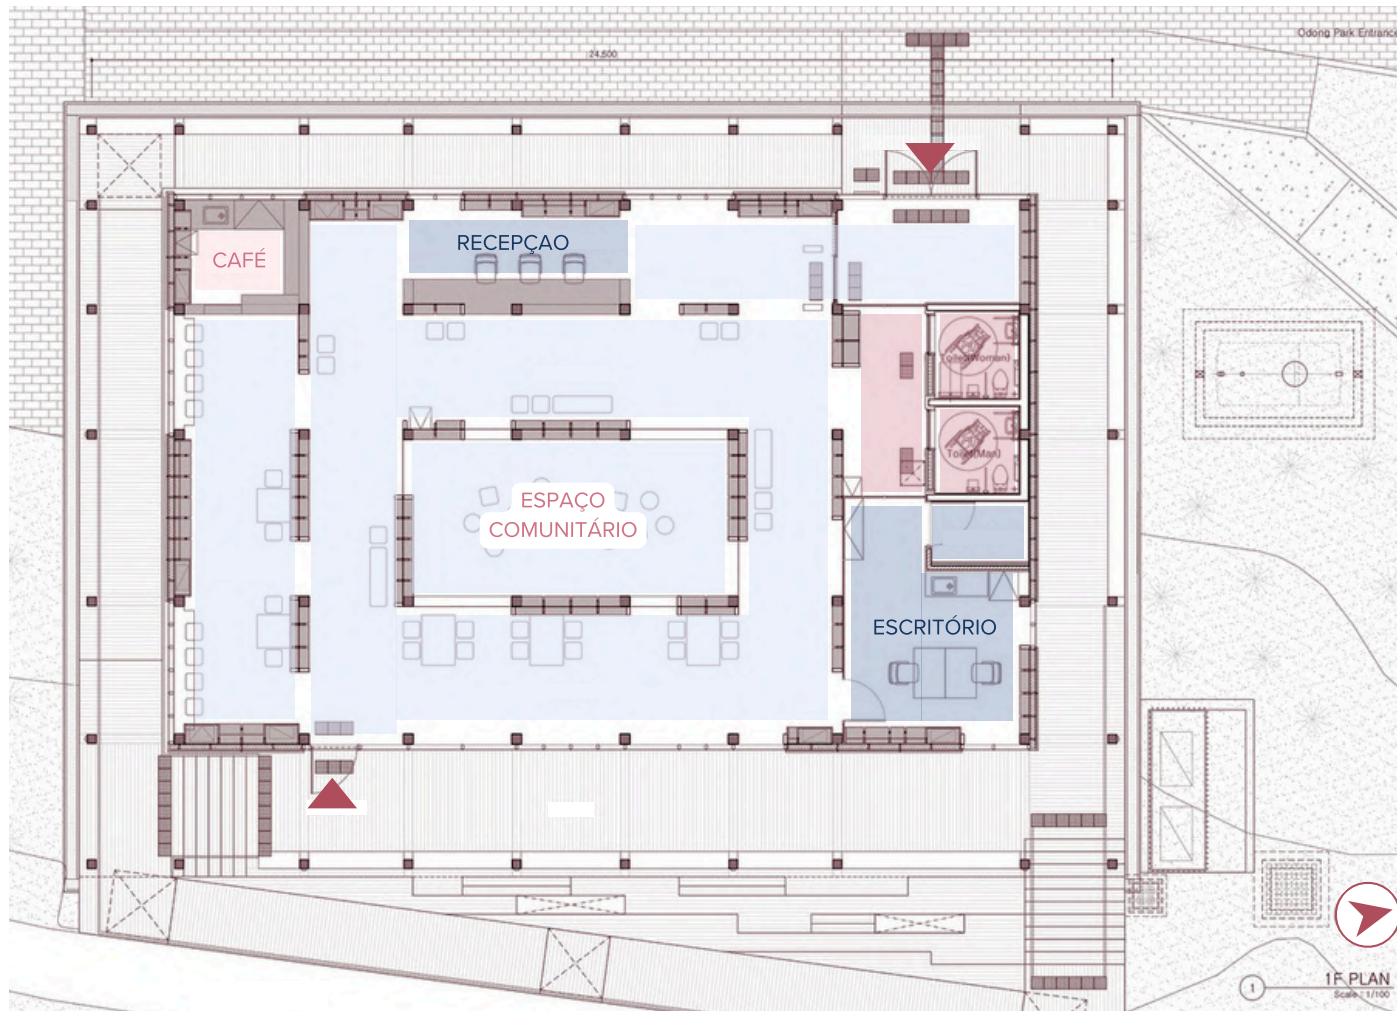 Odong Park Entrance
24,500
RECEPÇAO
CAFÉ
Toilet(Woman)
Toilet(Man)
ESPAÇO
COMUNITÁRIO
ESCRITÓRIO
1
1F PLAN
Scale : 1/100